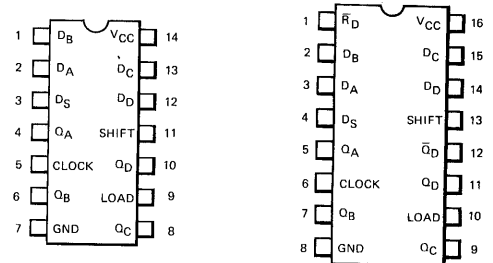 1 D_B V_CC 14
2 D_A D_C 13
3 D_S D_D 12
4 Q_A SHIFT 11
5 CLOCK Q_D 10
6 Q_B LOAD 9
7 GND Q_C 8
1 R̅_D V_CC 16
2 D_B D_C 15
3 D_A D_D 14
4 D_S SHIFT 13
5 Q_A Q̅_D 12
6 CLOCK Q_D 11
7 Q_B LOAD 10
8 GND Q_C 9